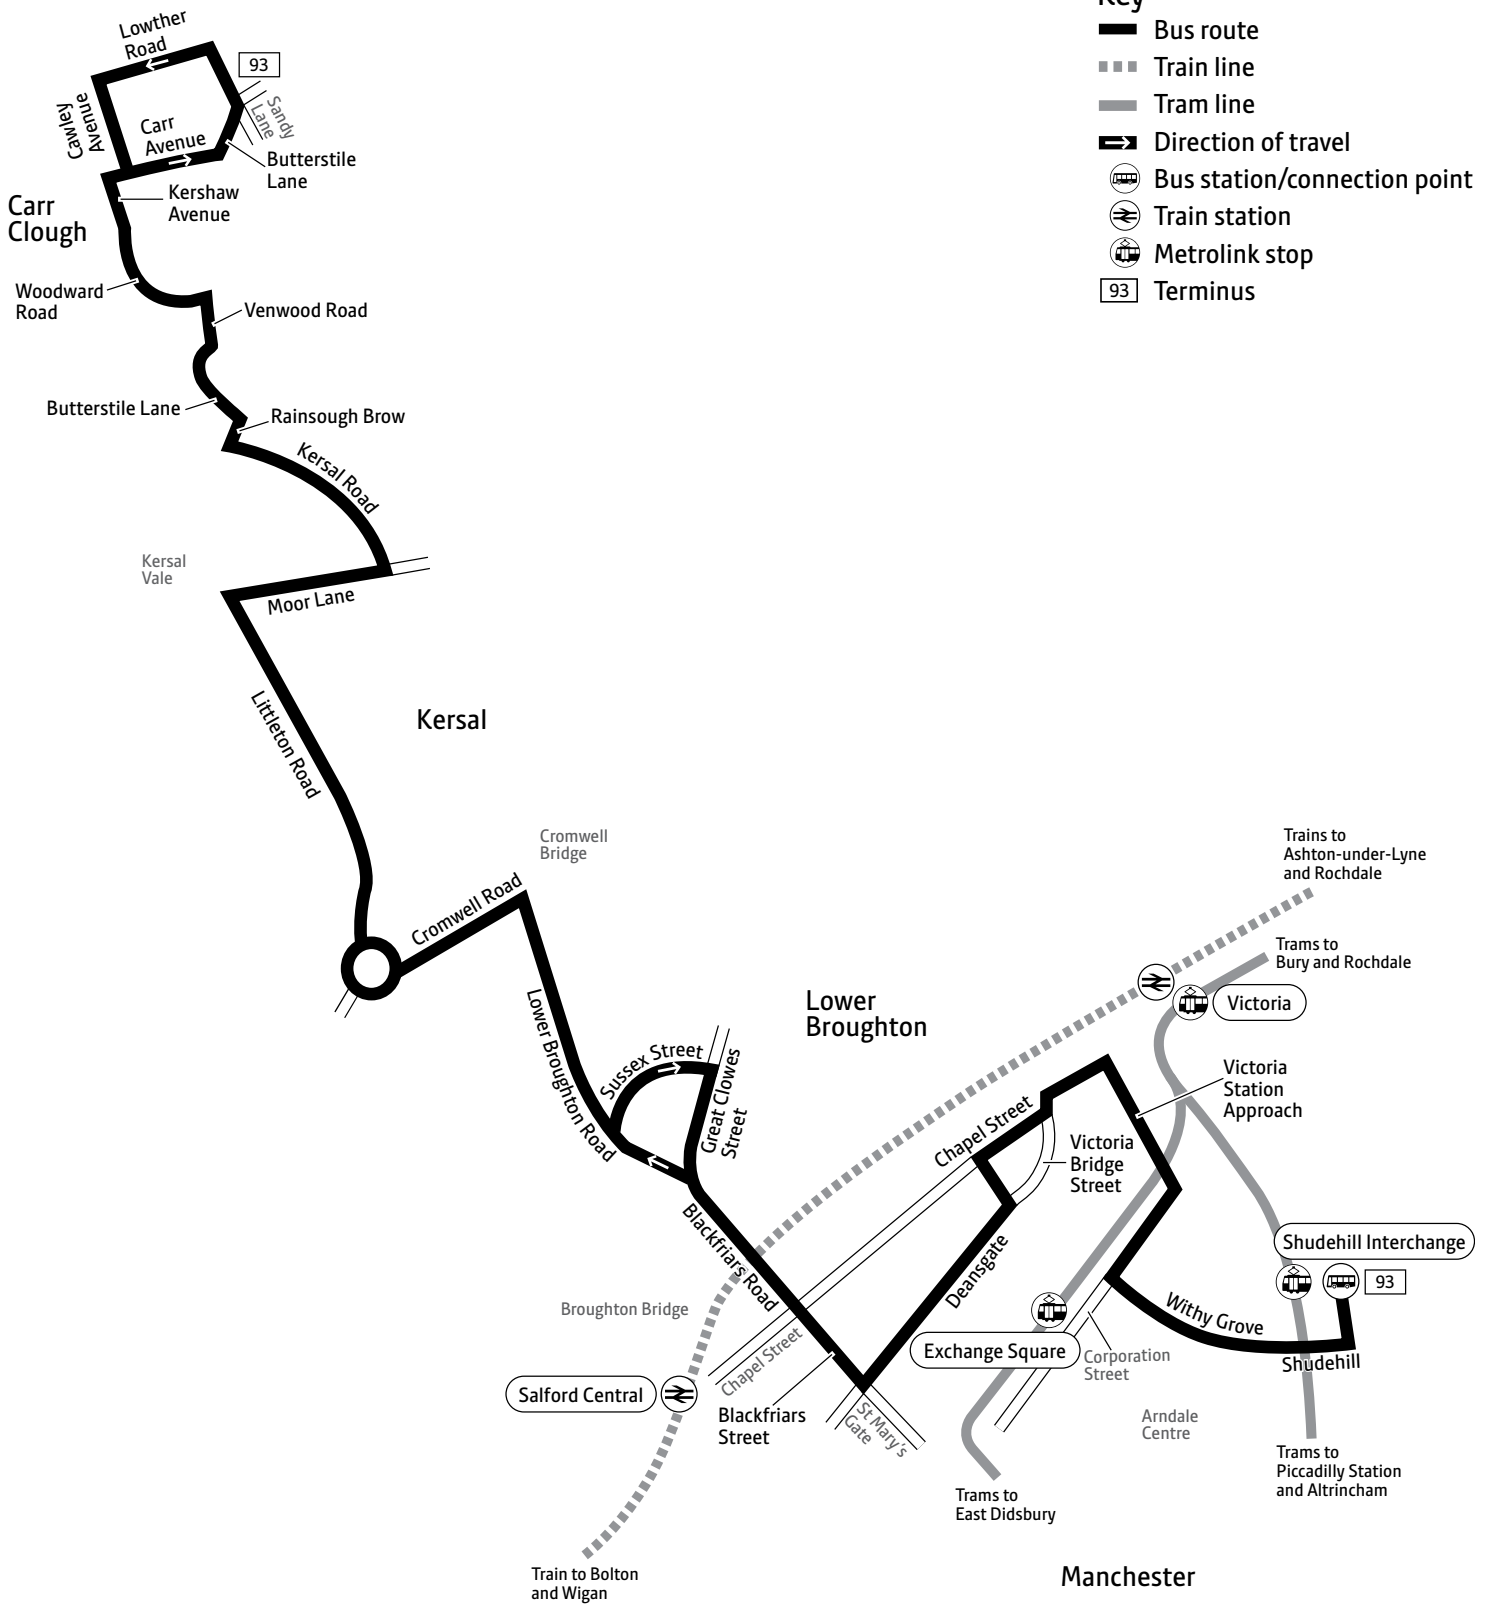 Key
Bus route
Train line
Tram line
Direction of travel
Bus station/connection point
Train station
Metrolink stop
93 Terminus
Lowther
Road
93
Sandy
Lane
Cawley
Avenue
Carr
Avenue
Butterstile
Lane
Kershaw
Avenue
Carr
Clough
Woodward
Road
Venwood Road
Butterstile Lane
Rainsough Brow
Kersal Road
Kersal
Vale
Moor Lane
Littleton Road
Kersal
Cromwell
Bridge
Cromwell Road
Lower Broughton Road
Sussex Street
Great Clowes
Street
Lower
Broughton
Trains to
Ashton-under-Lyne
and Rochdale
Trams to
Bury and Rochdale
Victoria
Victoria
Station
Approach
Chapel Street
Victoria
Bridge
Street
Blackfriars Road
Deansgate
Shudehill Interchange
93
Withy Grove
Shudehill
Broughton Bridge
Chapel Street
Exchange Square
Corporation
Street
Salford Central
Blackfriars
Street
St Mary's
Gate
Arndale
Centre
Trams to
Piccadilly Station
and Altrincham
Trams to
East Didsbury
Train to Bolton
and Wigan
Manchester